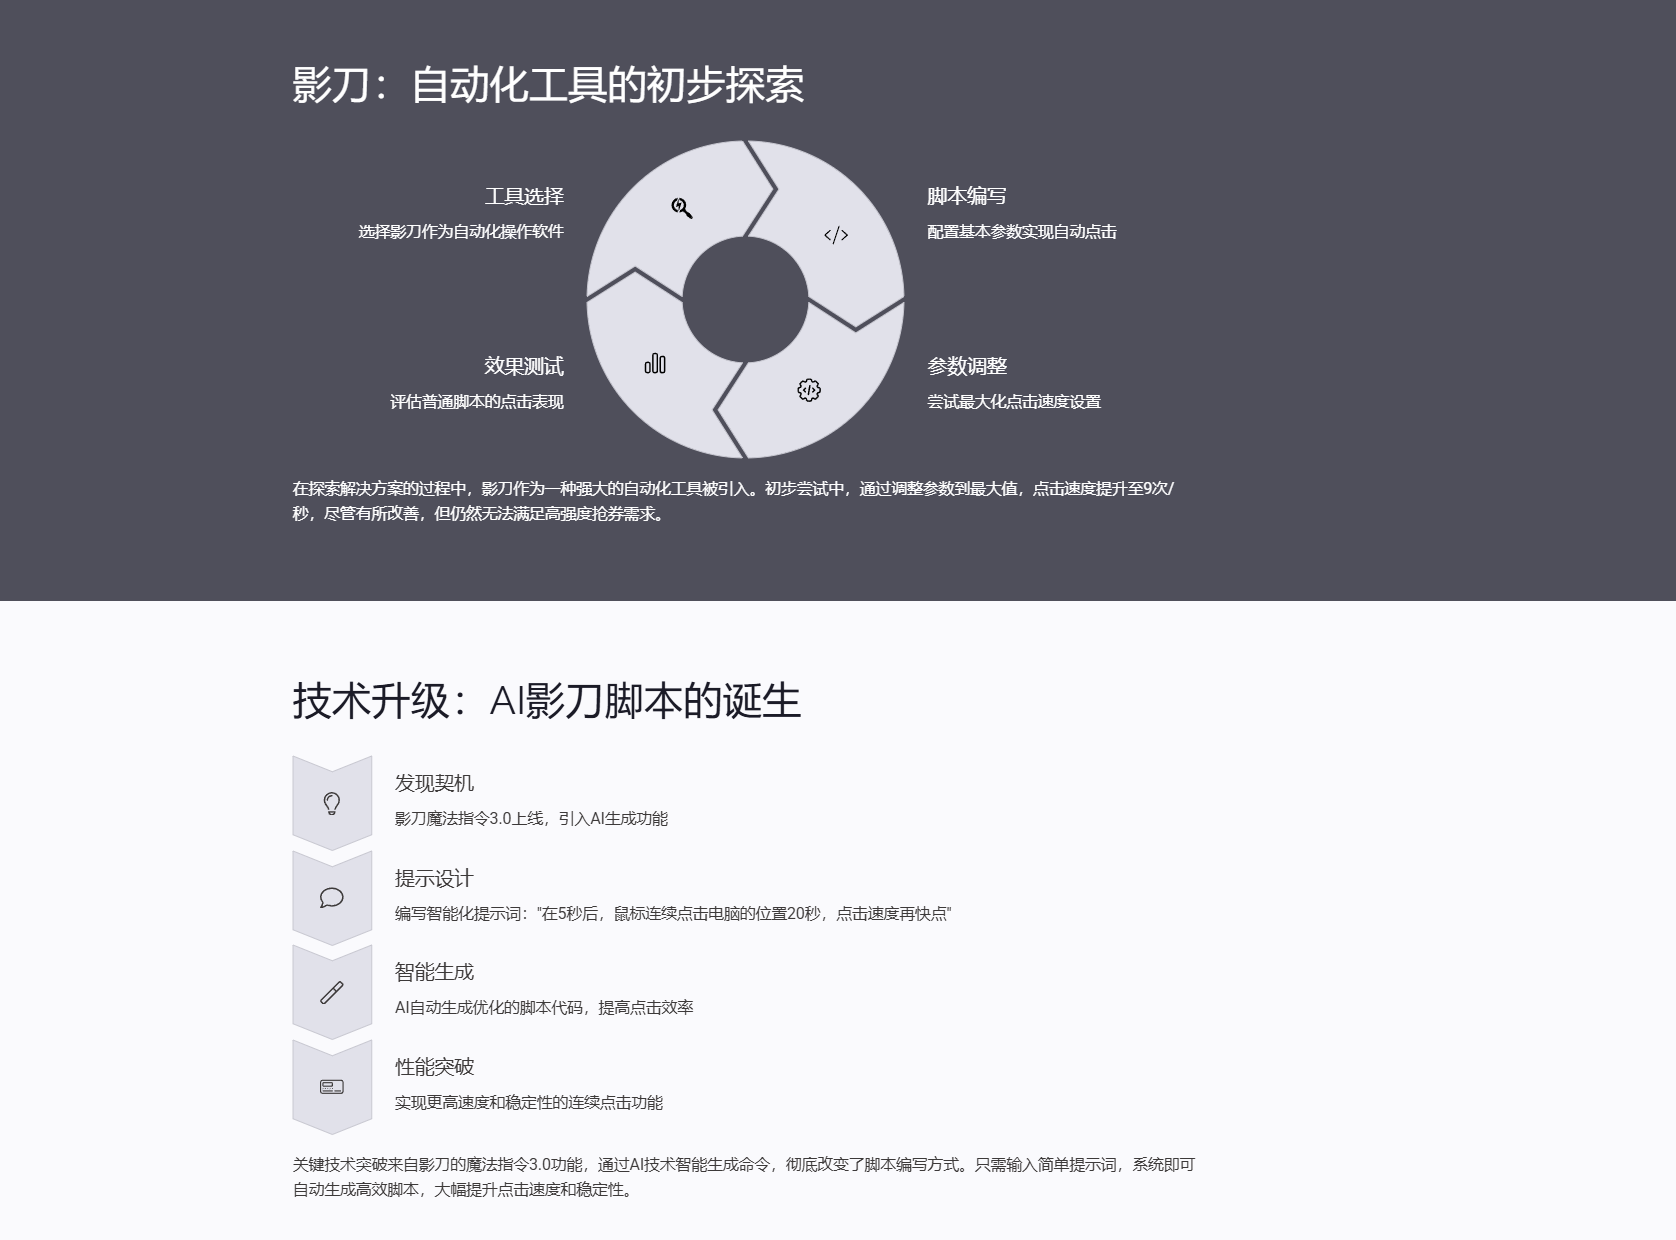 影刀：自动化工具的初步探索
工具选择
选择影刀作为自动化操作软件
脚本编写
配置基本参数实现自动点击
</>
效果测试
评估普通脚本的点击表现
参数调整
尝试最大化点击速度设置
在探索解决方案的过程中，影刀作为一种强大的自动化工具被引入。初步尝试中，通过调整参数到最大值，点击速度提升至9次/
秒，尽管有所改善，但仍然无法满足高强度抢券需求。
技术升级：AI影刀脚本的诞生
发现契机
影刀魔法指令3.0上线，引入AI生成功能
提示设计
编写智能化提示词："在5秒后，鼠标连续点击电脑的位置20秒，点击速度再快点"
智能生成
AI自动生成优化的脚本代码，提高点击效率
性能突破
实现更高速度和稳定性的连续点击功能
关键技术突破来自影刀的魔法指令3.0功能，通过AI技术智能生成命令，彻底改变了脚本编写方式。只需输入简单提示词，系统即可
自动生成高效脚本，大幅提升点击速度和稳定性。